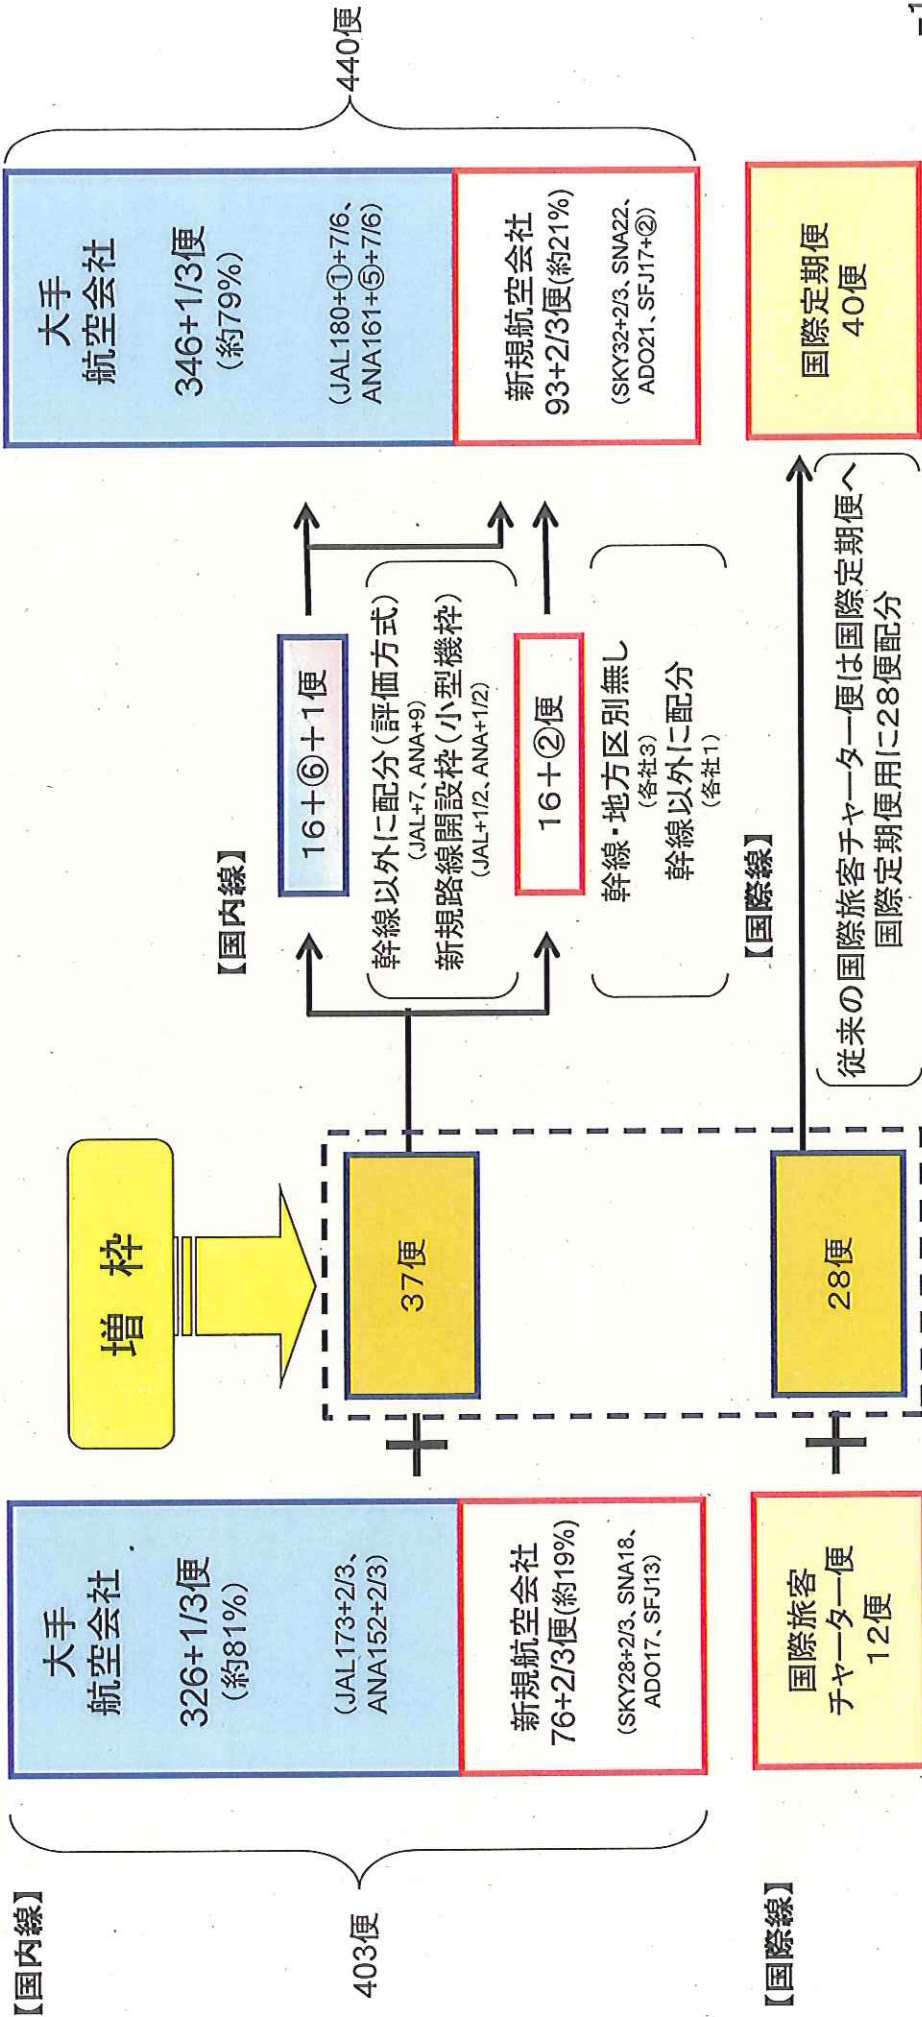 【国内線】
403便
大手
航空会社
326+1/3便
(約81%)
(JAL173+2/3、
ANA152+2/3)
新規航空会社
76+2/3便(約19%)
(SKY28+2/3、SNA18、
ADO17、SFJ13)
【国際線】
国際旅客
チャーター便
12便
増 枠
+
37便
+
28便
【国内線】
16+⑥+1便
幹線以外に配分(評価方式)
(JAL+7、ANA+9)
新規路線開設枠(小型機枠)
(JAL+1/2、ANA+1/2)
16+②便
幹線・地方区別無し
(各社3)
幹線以外に配分
(各社1)
【国際線】
従来の国際旅客チャーター便は国際定期便へ
国際定期便用に28便配分
大手
航空会社
346+1/3便
(約79%)
(JAL180+①+7/6、
ANA161+⑤+7/6)
新規航空会社
93+2/3便(約21%)
(SKY32+2/3、SNA22、
ADO21、SFJ17+②)
440便
国際定期便
40便